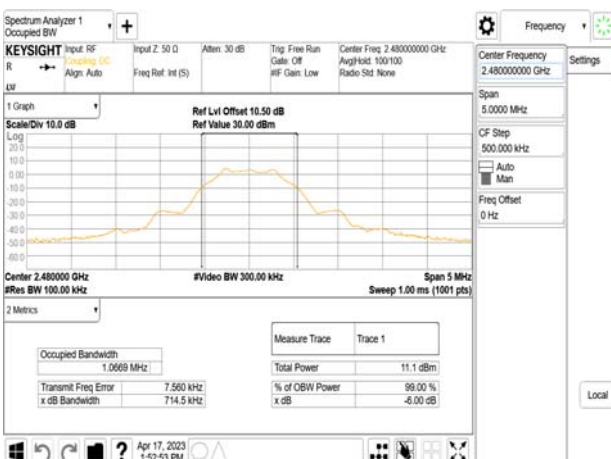 Spectrum Analyzer 1
Occupied BW
+
Frequency
KEYSIGHT
R
Input: RF
Coupling: DC
Align: Auto
Input Z: 50 Ω
Freq Ref: Int (S)
Atten: 30 dB
Trig: Free Run
Gate: Off
#IF Gain: Low
Center Freq: 2.480000000 GHz
Avg|Hold: 100/100
Radio Std: None
Center Frequency
2.480000000 GHz
Settings
Span
5.0000 MHz
CF Step
500.000 kHz
Auto
Man
Freq Offset
0 Hz
1 Graph
Scale/Div 10.0 dB
Ref Lvl Offset 10.50 dB
Ref Value 30.00 dBm
Log
20.0
10.0
0.00
-10.0
-20.0
-30.0
-40.0
-50.0
-60.0
Center 2.480000 GHz
#Res BW 100.00 kHz
#Video BW 300.00 kHz
Span 5 MHz
Sweep 1.00 ms (1001 pts)
2 Metrics
Occupied Bandwidth
1.0669 MHz
Transmit Freq Error 7.560 kHz
x dB Bandwidth 714.5 kHz
Measure Trace Trace 1
Total Power 11.1 dBm
% of OBW Power 99.00 %
x dB -6.00 dB
Local
?
Apr 17, 2023
1:52:53 PM